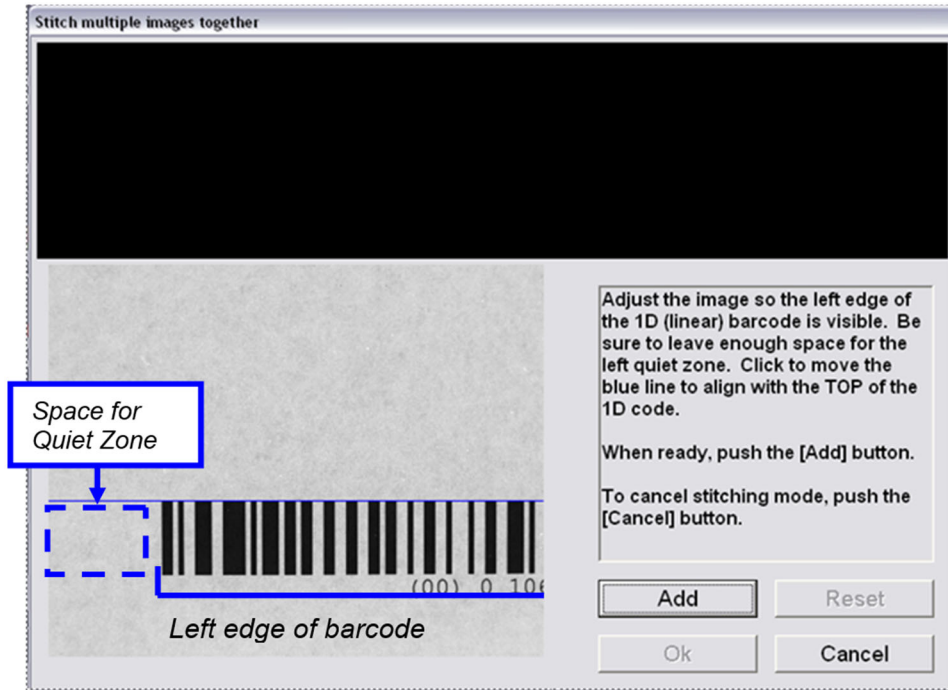 Stitch multiple images together
Adjust the image so the left edge of
the 1D (linear) barcode is visible. Be
sure to leave enough space for the
left quiet zone. Click to move the
blue line to align with the TOP of the
1D code.
When ready, push the [Add] button.
To cancel stitching mode, push the
[Cancel] button.
Space for
Quiet Zone
(00) 0 106
Left edge of barcode
Add
Reset
Ok
Cancel